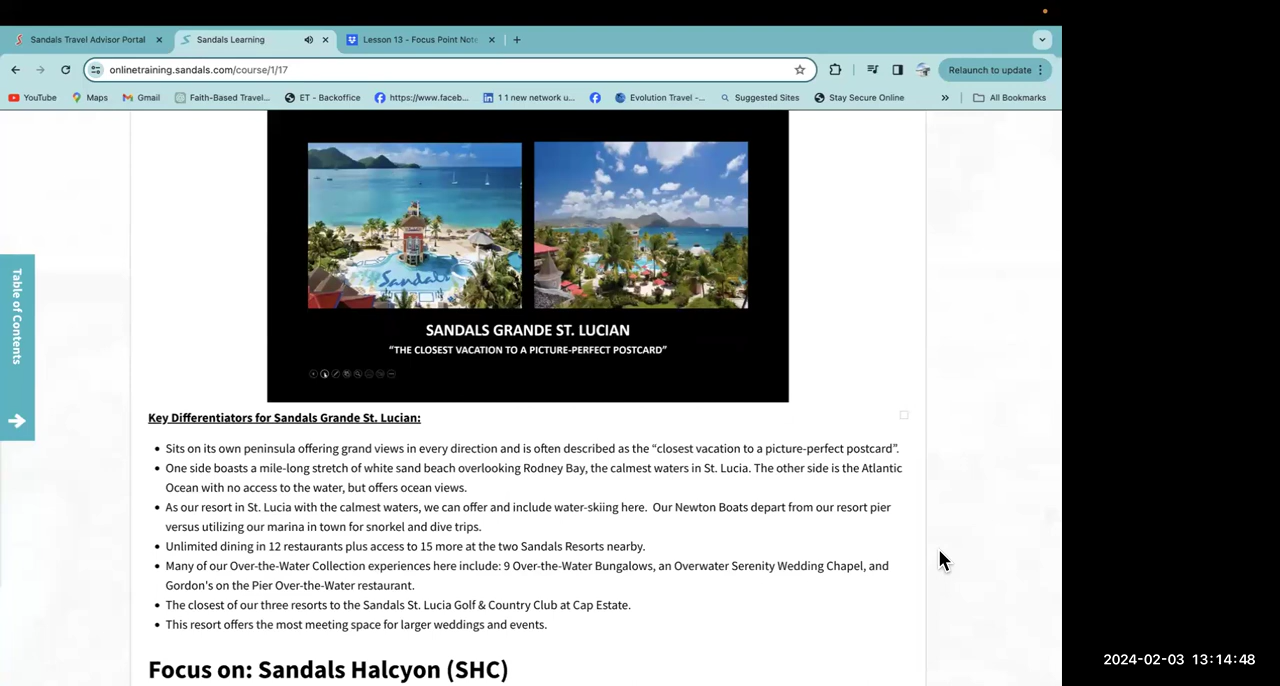 Sandals Travel Advisor Portal
Sandals Learning
Lesson 13 - Focus Point Not
onlinetraining.sandals.com/course/1/17
Relaunch to update
YouTube
Maps
Gmail
Faith-Based Travel...
ET - Backoffice
https://www.faceb...
1 1 new network u...
Evolution Travel -...
Suggested Sites
Stay Secure Online
»
All Bookmarks
Table of Contents
Sandals
SANDALS GRANDE ST. LUCIAN
"THE CLOSEST VACATION TO A PICTURE-PERFECT POSTCARD"
Key Differentiators for Sandals Grande St. Lucian:
• Sits on its own peninsula offering grand views in every direction and is often described as the “closest vacation to a picture-perfect postcard”.
• One side boasts a mile-long stretch of white sand beach overlooking Rodney Bay, the calmest waters in St. Lucia. The other side is the Atlantic
Ocean with no access to the water, but offers ocean views.
• As our resort in St. Lucia with the calmest waters, we can offer and include water-skiing here.  Our Newton Boats depart from our resort pier
versus utilizing our marina in town for snorkel and dive trips.
• Unlimited dining in 12 restaurants plus access to 15 more at the two Sandals Resorts nearby.
• Many of our Over-the-Water Collection experiences here include: 9 Over-the-Water Bungalows, an Overwater Serenity Wedding Chapel, and
Gordon's on the Pier Over-the-Water restaurant.
• The closest of our three resorts to the Sandals St. Lucia Golf & Country Club at Cap Estate.
• This resort offers the most meeting space for larger weddings and events.
Focus on: Sandals Halcyon (SHC)
2024-02-03 13:14:48